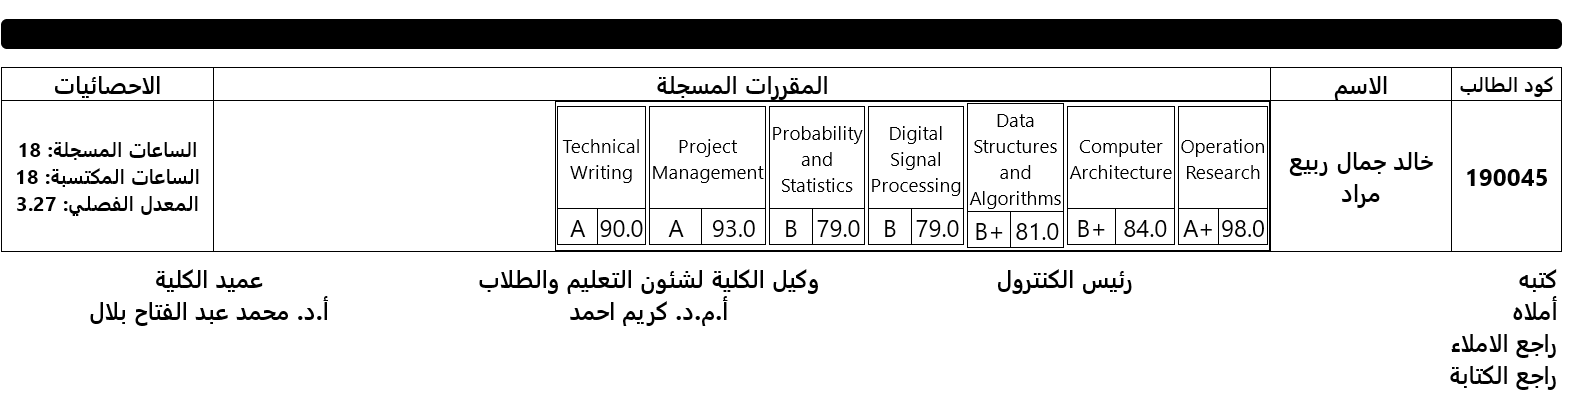 كود الطالب
الاسم
المقررات المسجلة
الاحصائيات
190045
خالد جمال ربيع
مراد
Operation
Research
98.0
A+
Computer
Architecture
84.0
B+
Data
Structures
and
Algorithms
81.0
B+
Digital
Signal
Processing
79.0
B
Probability
and
Statistics
79.0
B
Project
Management
93.0
A
Technical
Writing
90.0
A
الساعات المسجلة: 18
الساعات المكتسبة: 18
المعدل الفصلي: 3.27
كتبه
أملاه
راجع الاملاء
راجع الكتابة
رئيس الكنترول
وكيل الكلية لشئون التعليم والطلاب
أ.م.د. كريم احمد
عميد الكلية
أ.د. محمد عبد الفتاح بلال